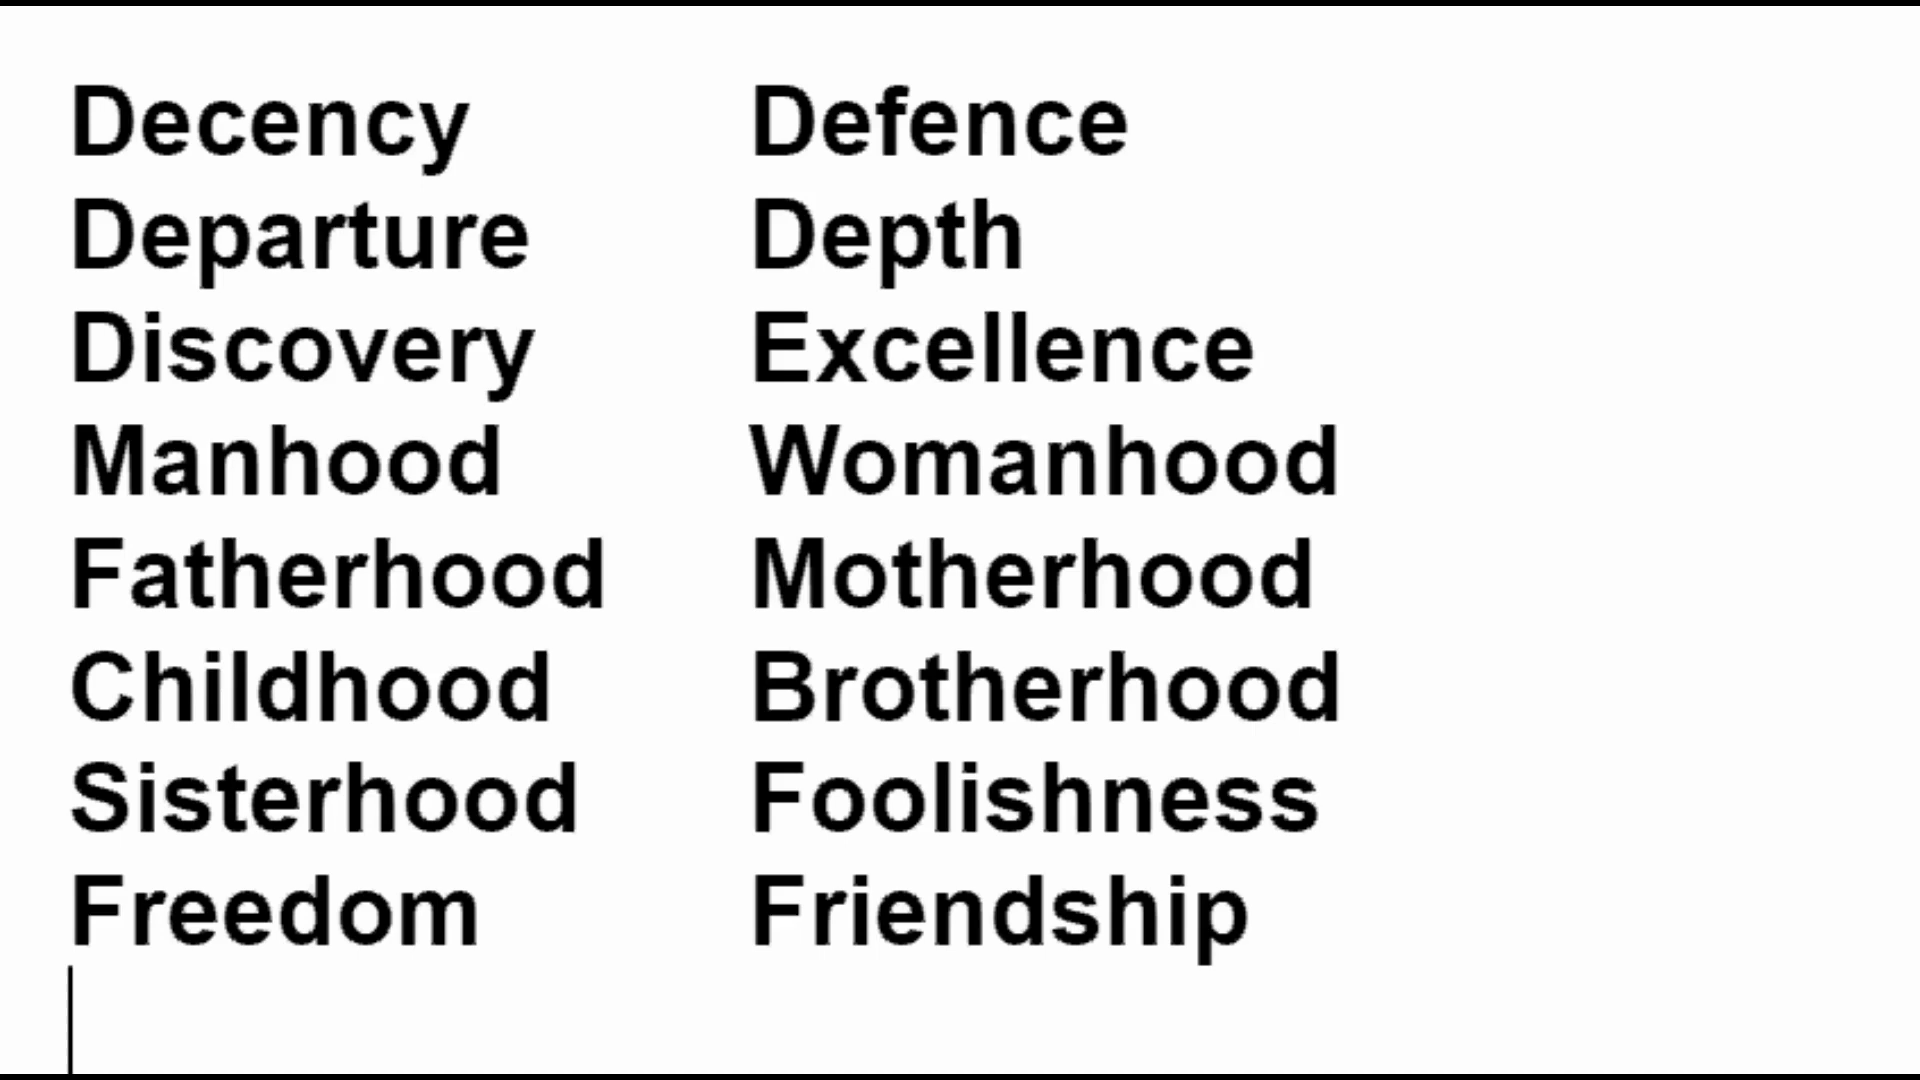 Decency Defence
Departure Depth
Discovery Excellence
Manhood Womanhood
Fatherhood Motherhood
Childhood Brotherhood
Sisterhood Foolishness
Freedom Friendship